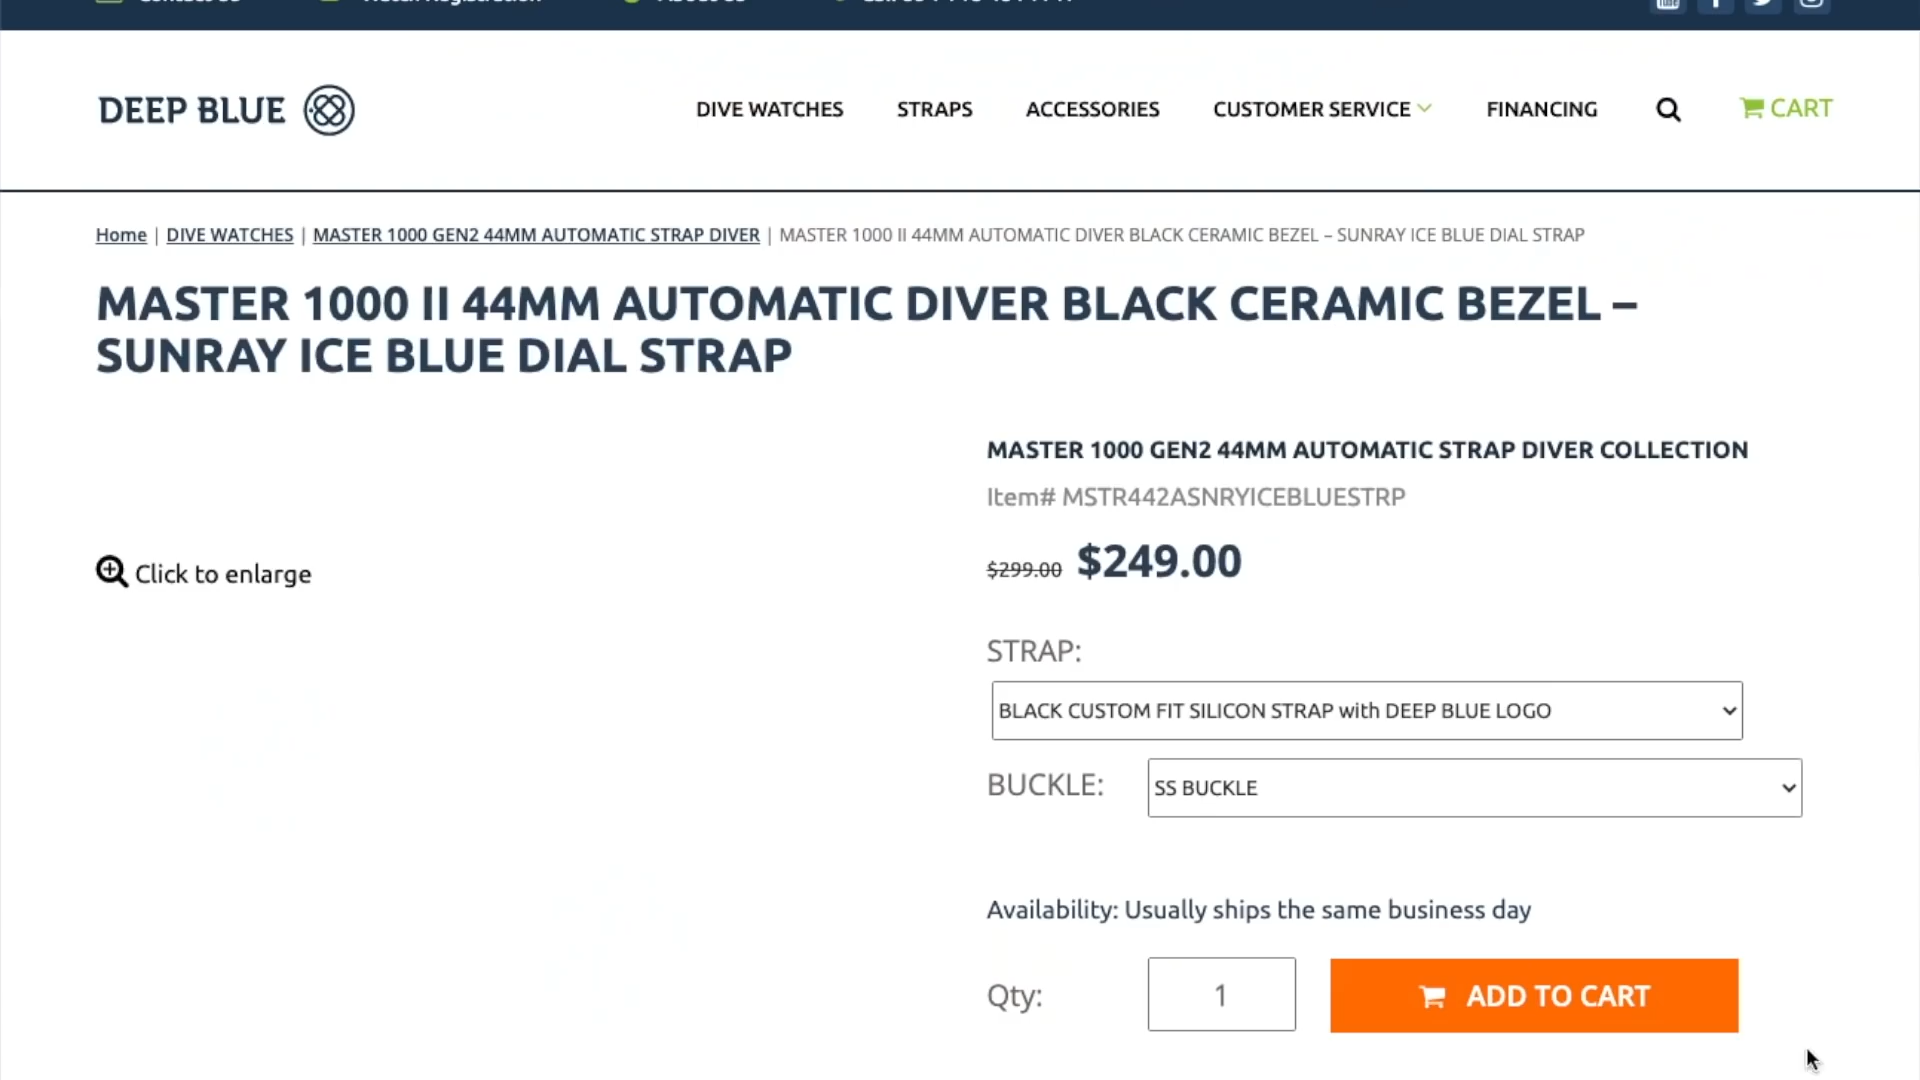 Contact Us
About Us
DEEP BLUE
DIVE WATCHES
STRAPS
ACCESSORIES
CUSTOMER SERVICE
FINANCING
CART
Home | DIVE WATCHES | MASTER 1000 GEN2 44MM AUTOMATIC STRAP DIVER | MASTER 1000 II 44MM AUTOMATIC DIVER BLACK CERAMIC BEZEL – SUNRAY ICE BLUE DIAL STRAP
MASTER 1000 II 44MM AUTOMATIC DIVER BLACK CERAMIC BEZEL –
SUNRAY ICE BLUE DIAL STRAP
Click to enlarge
MASTER 1000 GEN2 44MM AUTOMATIC STRAP DIVER COLLECTION
Item# MSTR442ASNRYICEBLUESTRP
$299.00 $249.00
STRAP:
BLACK CUSTOM FIT SILICON STRAP with DEEP BLUE LOGO
BUCKLE: SS BUCKLE
Availability: Usually ships the same business day
Qty: 1 ADD TO CART